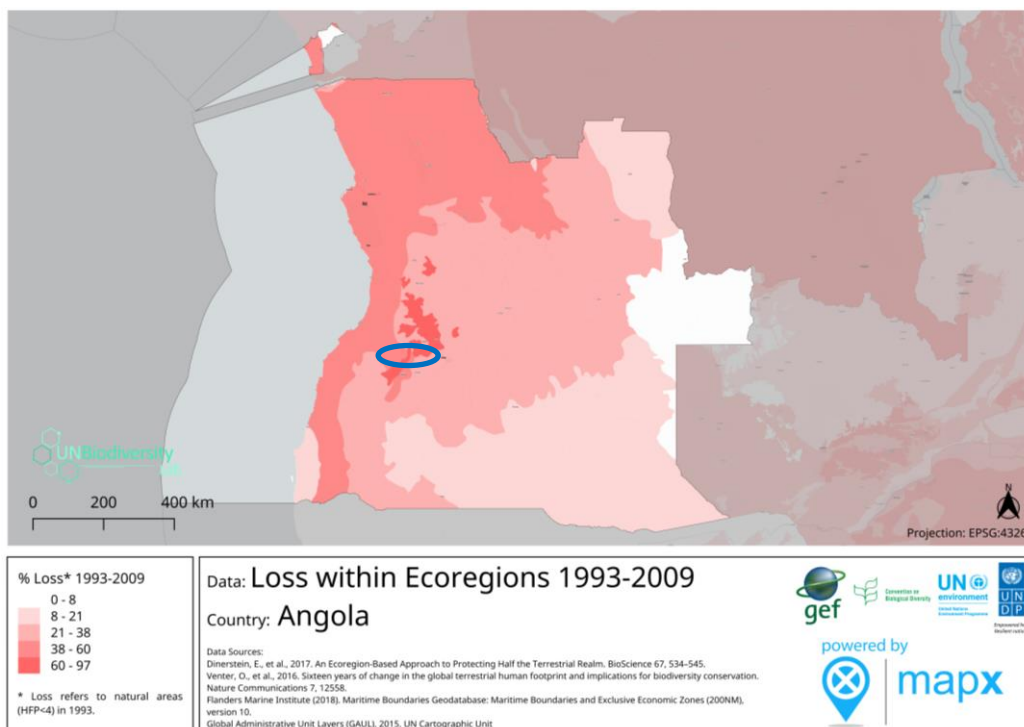 UNBiodiversity
0 200 400 km
N
Projection: EPSG:4326
% Loss* 1993-2009
0 - 8
8 - 21
21 - 38
38 - 60
60 - 97
* Loss refers to natural areas
(HFP<4) in 1993.
Data: Loss within Ecoregions 1993-2009
Country: Angola
Data Sources:
Dinerstein, E., et al., 2017. An Ecoregion-Based Approach to Protecting Half the Terrestrial Realm. BioScience 67, 534–545.
Venter, O., et al., 2016. Sixteen years of change in the global terrestrial human footprint and implications for biodiversity conservation.
Nature Communications 7, 12558.
Flanders Marine Institute (2018). Maritime Boundaries Geodatabase: Maritime Boundaries and Exclusive Economic Zones (200NM),
version 10.
Global Administrative Unit Layers (GAUL), 2015. UN Cartographic Unit
gef
Convention on
Biological Diversity
UN
environment
United Nations
Environment Programme
UN
DP
powered by
mapx